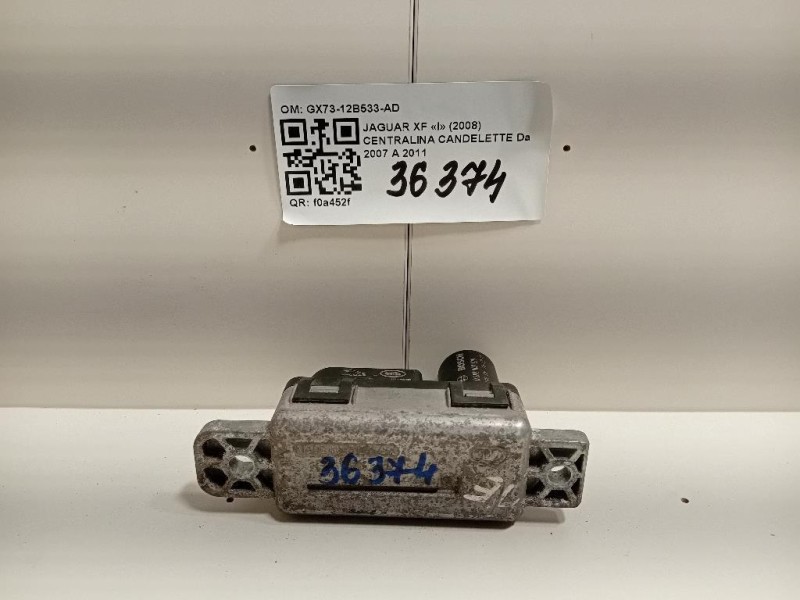 OM: GX73-12B533-AD
JAGUAR XF «I» (2008)
CENTRALINA CANDELETTE Da
2007 A 2011
36374
QR: f0a452f
36374